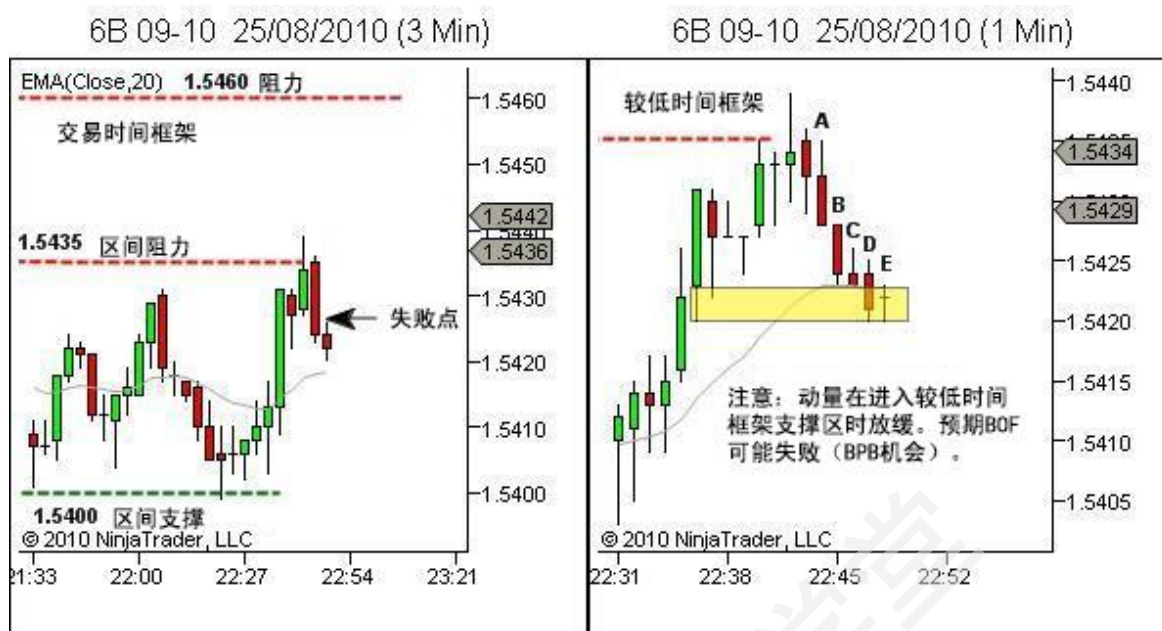 6B 09-10 25/08/2010 (3 Min)
EMA(Close,20) 1.5460 阻力
交易时间框架
1.5435 区间阻力
失败点
1.5400 区间支撑
© 2010 NinjaTrader, LLC
1.5460
1.5450
1.5442
1.5440
1.5436
1.5430
1.5420
1.5410
1.5400
21:33 22:00 22:27 22:54 23:21
6B 09-10 25/08/2010 (1 Min)
较低时间框架
A
B
C
D
E
注意：动量在进入较低时间
框架支撑区时放缓。预期BOF
可能失败（BPB机会）。
© 2010 NinjaTrader, LLC
1.5440
1.5434
1.5429
1.5425
1.5420
1.5415
1.5410
1.5405
22:31 22:38 22:45 22:52
学堂